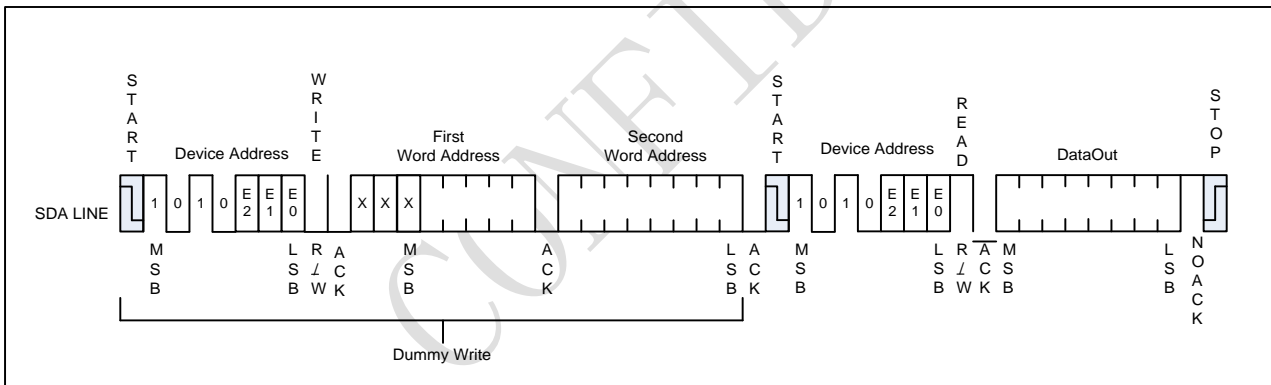 CONFID
START
WRITE
START
READ
STOP
Device Address
First
Word Address
Second
Word Address
Device Address
DataOut
SDA LINE
1 0 1 0 E2 E1 E0
X X X
1 0 1 0 E2 E1 E0
MSB
LSB
R/W
ACK
MSB
ACK
LSB
ACK
MSB
LSB
R/W
ACK
MSB
LSB
NOACK
Dummy Write